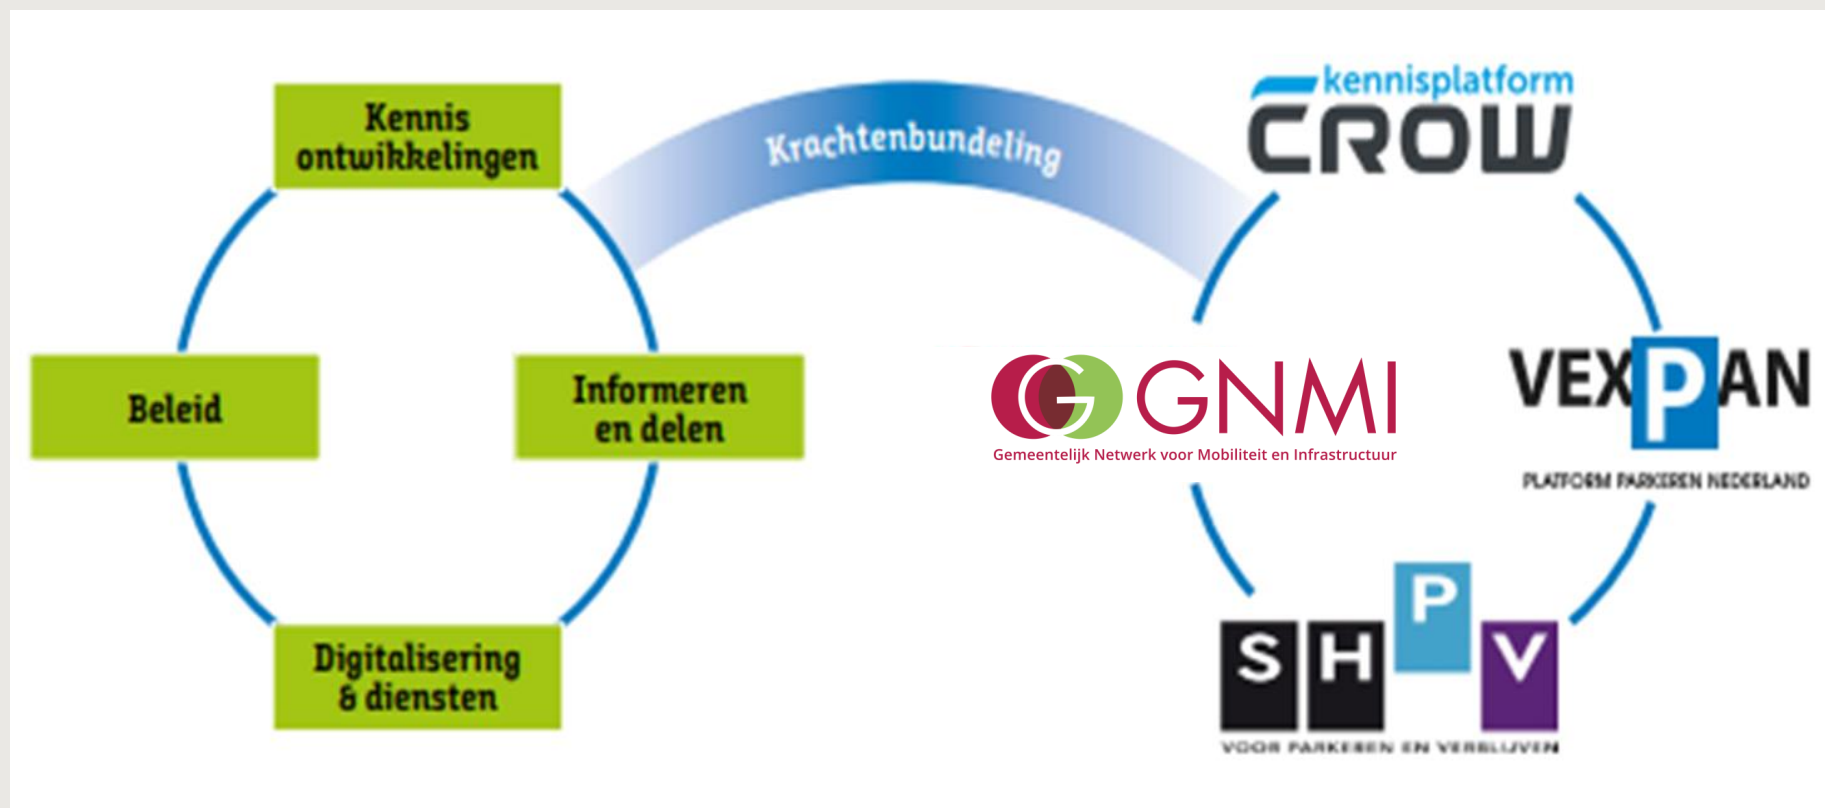 Kennis
ontwikkelingen
Beleid
Informeren
en delen
Digitalisering
& diensten
Krachtenbundeling
kennisplatform
CROW
GNMI
Gemeentelijk Netwerk voor Mobiliteit en Infrastructuur
VEXPAN
PLATFORM PARKEREN NEDERLAND
SHPV
VOOR PARKEREN EN VERBLIJVEN